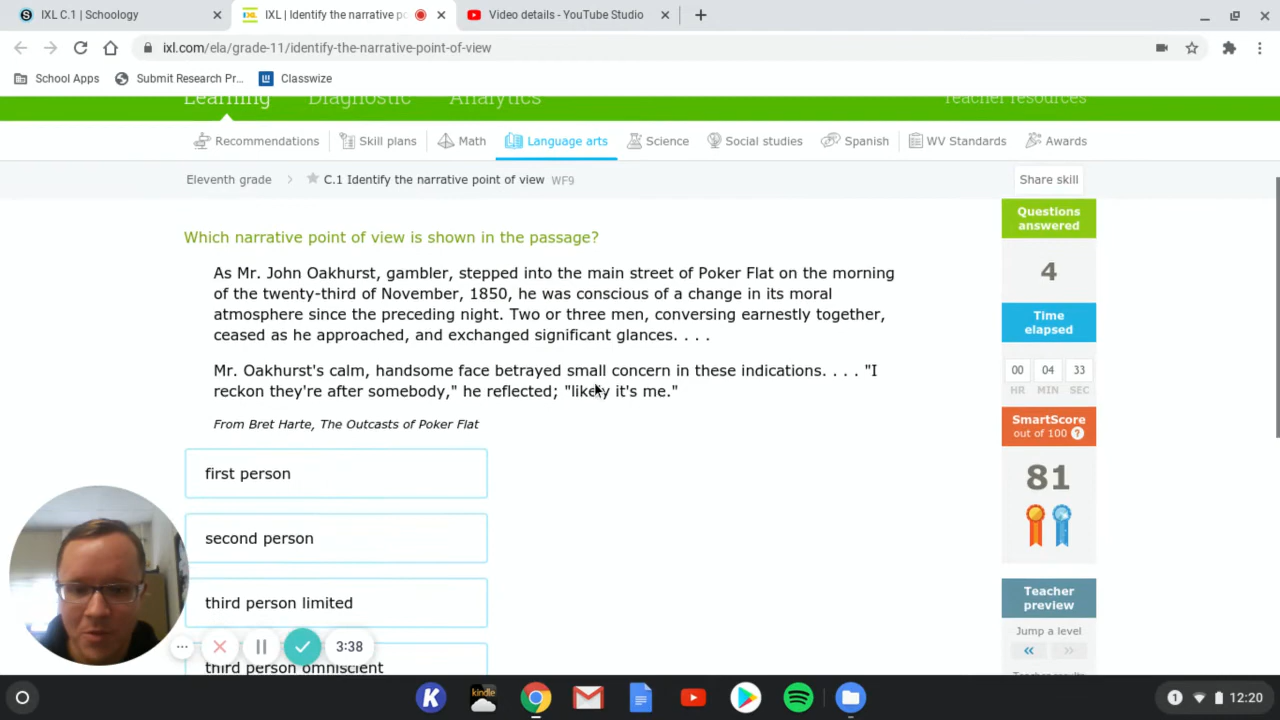 IXL C.1 | Schoology
IXL | Identify the narrative po
Video details - YouTube Studio
ixl.com/ela/grade-11/identify-the-narrative-point-of-view
School Apps
Submit Research Pr...
Classwize
Learning
Diagnostic
Analytics
Teacher resources
Recommendations
Skill plans
Math
Language arts
Science
Social studies
Spanish
WV Standards
Awards
Eleventh grade
C.1 Identify the narrative point of view WF9
Share skill
Which narrative point of view is shown in the passage?
As Mr. John Oakhurst, gambler, stepped into the main street of Poker Flat on the morning
of the twenty-third of November, 1850, he was conscious of a change in its moral
atmosphere since the preceding night. Two or three men, conversing earnestly together,
ceased as he approached, and exchanged significant glances. . . .
Mr. Oakhurst's calm, handsome face betrayed small concern in these indications. . . . "I
reckon they're after somebody," he reflected; "likely it's me."
From Bret Harte, The Outcasts of Poker Flat
first person
second person
third person limited
third person omniscient
Questions
answered
4
Time
elapsed
00 04 33
HR MIN SEC
SmartScore
out of 100 ?
81
Teacher
preview
Jump a level
3:38
K
kindle
1
12:20